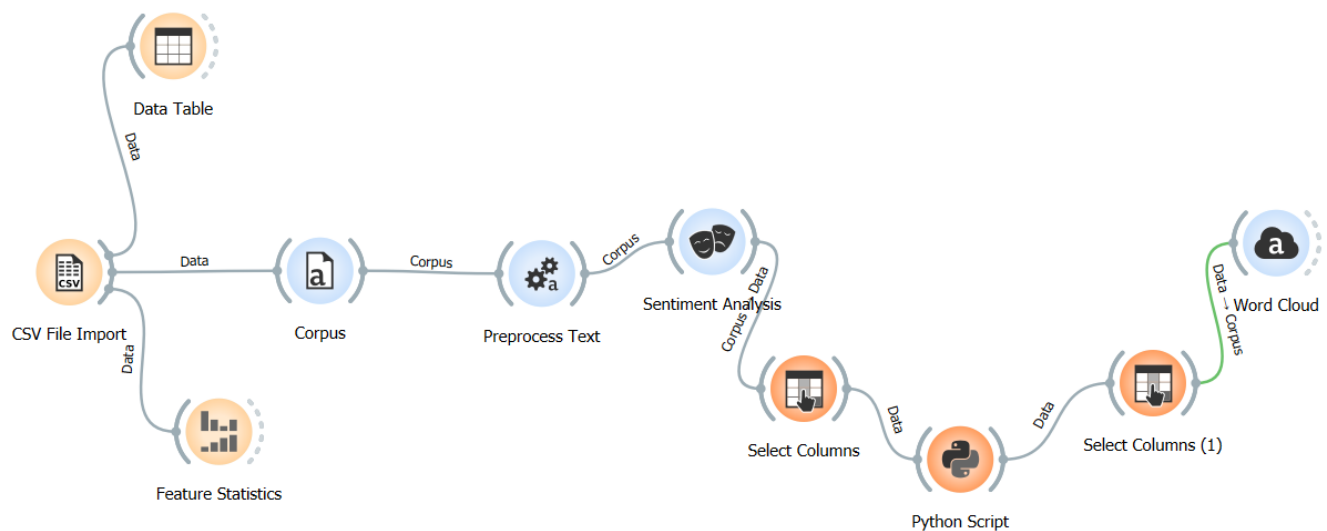 Data Table
Data
CSV
CSV File Import
Data
Data
Feature Statistics
a
Corpus
Corpus
a
Preprocess Text
Corpus
Sentiment Analysis
Corpus → Data
Select Columns
Data
Python Script
Data
Select Columns (1)
Data → Corpus
a
Word Cloud